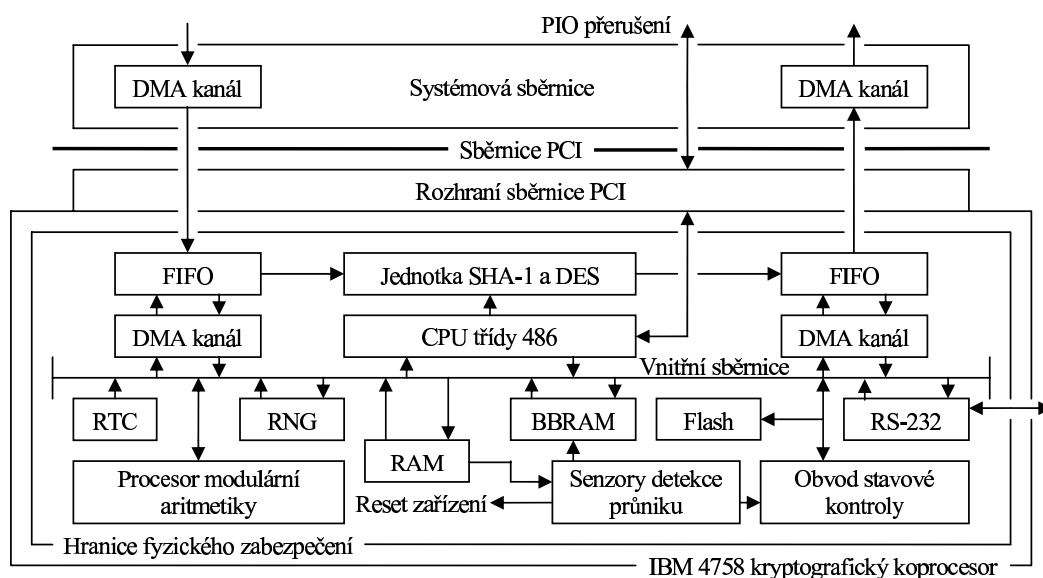 PIO přerušení
DMA kanál
Systémová sběrnice
DMA kanál
Sběrnice PCI
Rozhraní sběrnice PCI
FIFO
Jednotka SHA-1 a DES
FIFO
DMA kanál
CPU třídy 486
DMA kanál
Vnitřní sběrnice
RTC
RNG
BBRAM
Flash
RS-232
RAM
Procesor modulární
aritmetiky
Reset zařízení
Senzory detekce
průniku
Obvod stavové
kontroly
Hranice fyzického zabezpečení
IBM 4758 kryptografický koprocesor